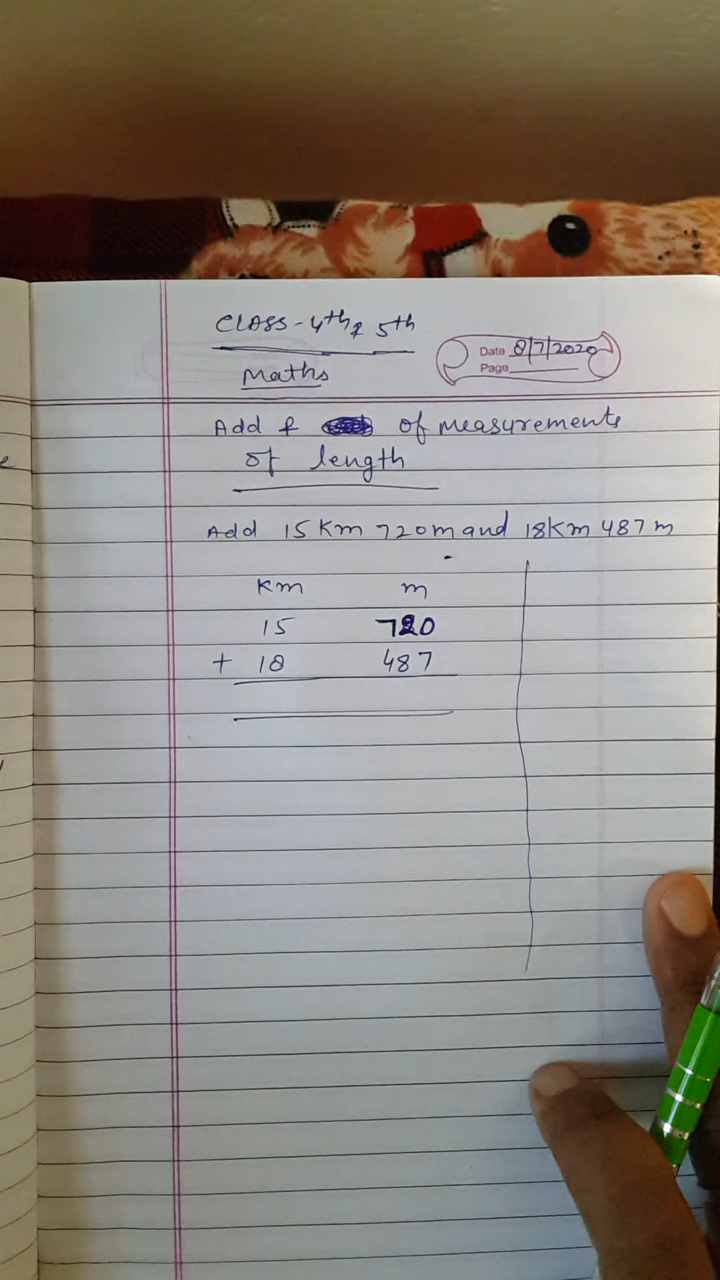 CLASS - 4th & 5th
Date 8/7/2020
Page
Maths
Add & of measurements
of length
Add 15 Km 720 m and 18 Km 487 m
Km m
15 720
+ 18 487